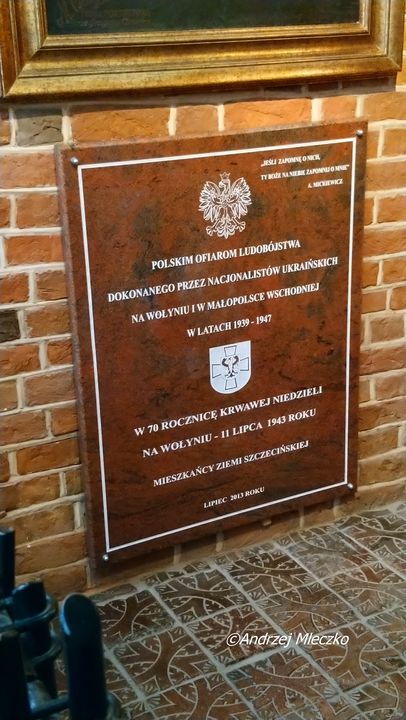 „JEŚLI ZAPOMNĘ O NICH,
TY BOŻE NA NIEBIE ZAPOMNIJ O MNIE"
A. MICKIEWICZ
POLSKIM OFIAROM LUDOBÓJSTWA
DOKONANEGO PRZEZ NACJONALISTÓW UKRAIŃSKICH
NA WOŁYNIU I W MAŁOPOLSCE WSCHODNIEJ
W LATACH 1939 - 1947
W 70 ROCZNICĘ KRWAWEJ NIEDZIELI
NA WOŁYNIU - 11 LIPCA 1943 ROKU
MIESZKAŃCY ZIEMI SZCZECIŃSKIEJ
LIPIEC 2013 ROKU
©Andrzej Mleczko